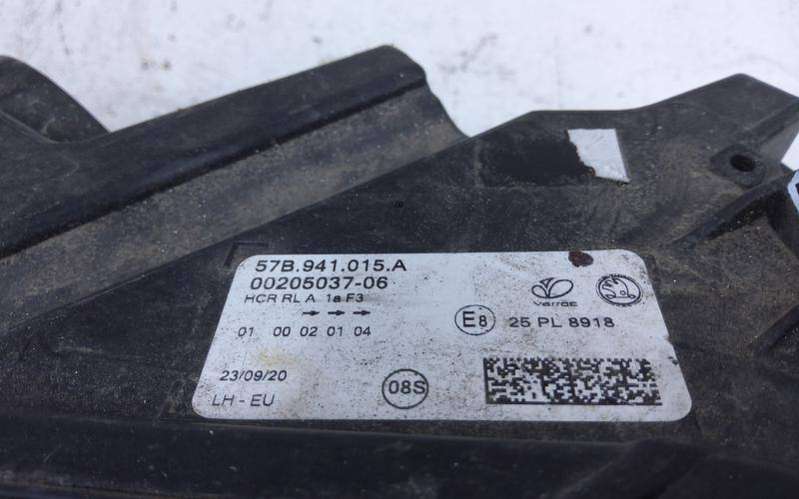 57B.941.015.A
00205037-06
HCR RL A 1a F3
→ → →
01 00 02 01 04
varroc
E8 25 PL 8918
23/09/20
08S
LH - EU